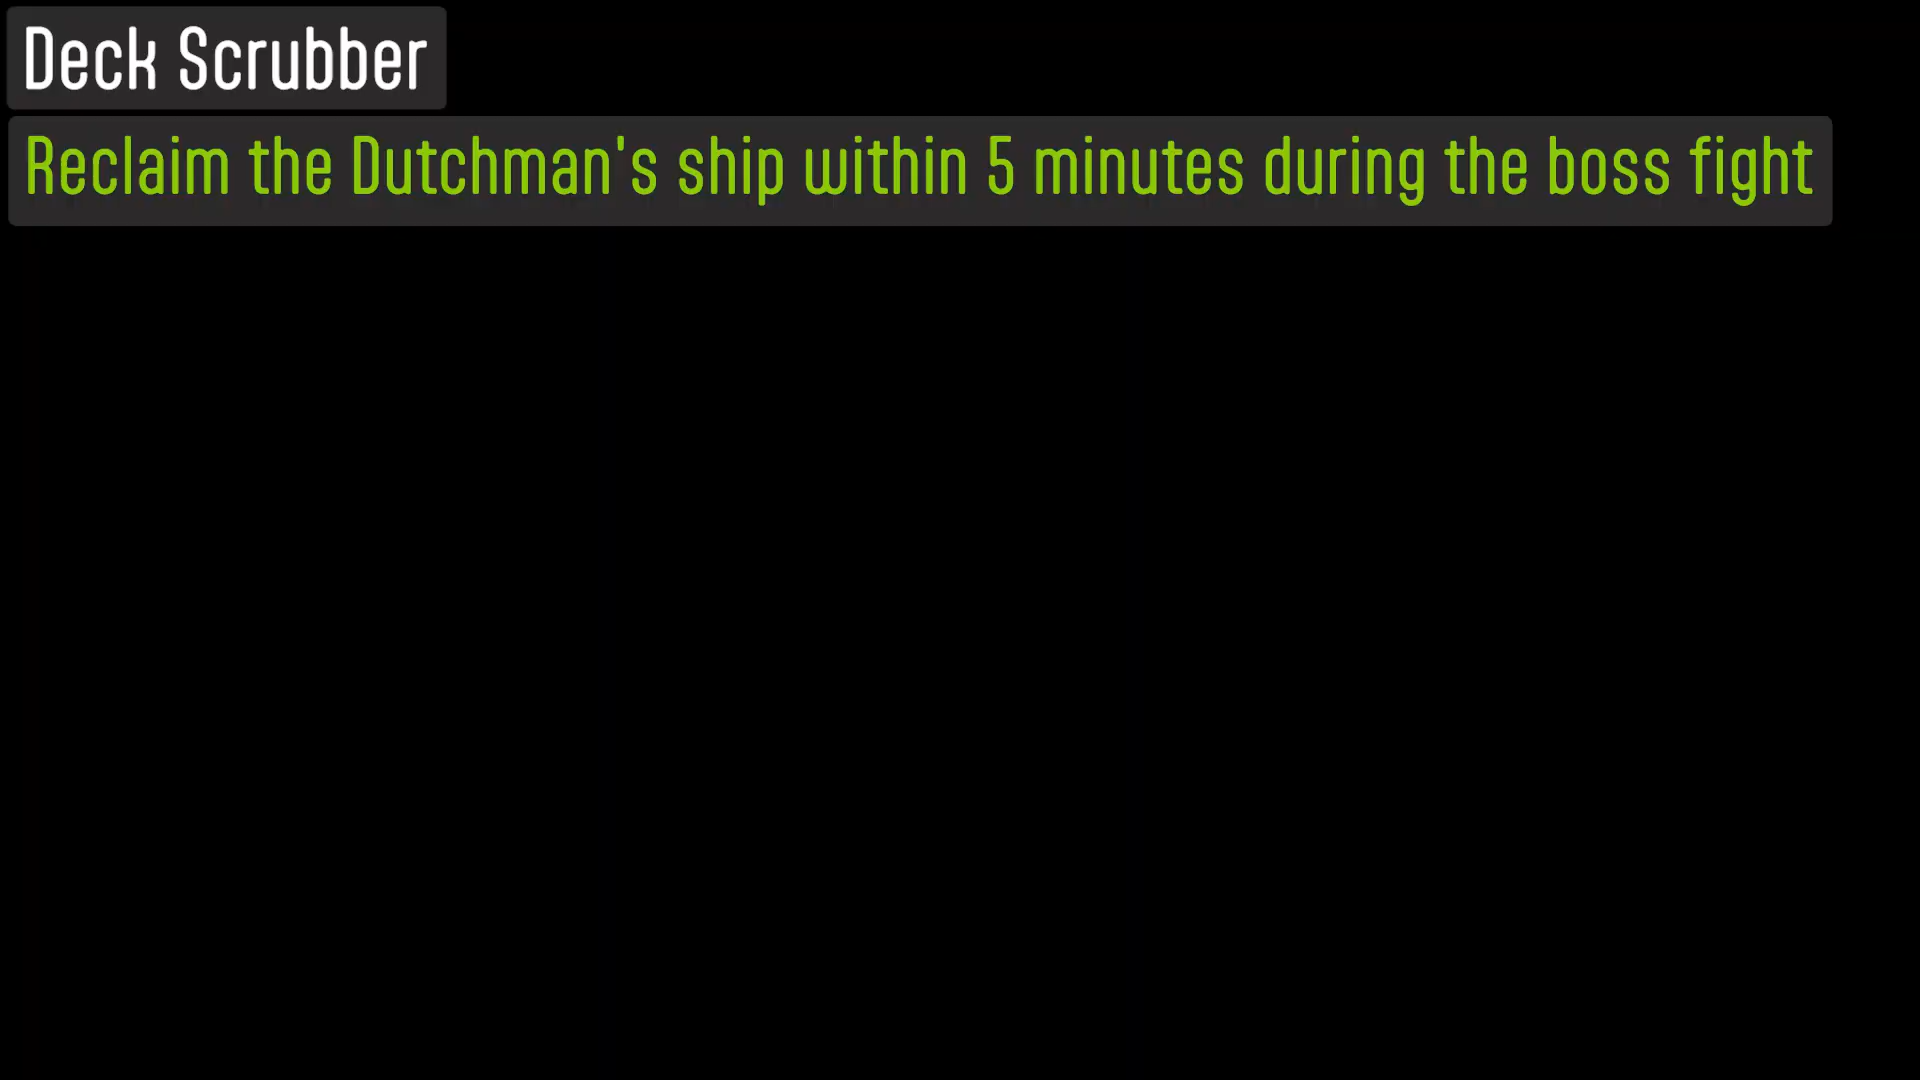 Deck Scrubber
Reclaim the Dutchman's ship within 5 minutes during the boss fight